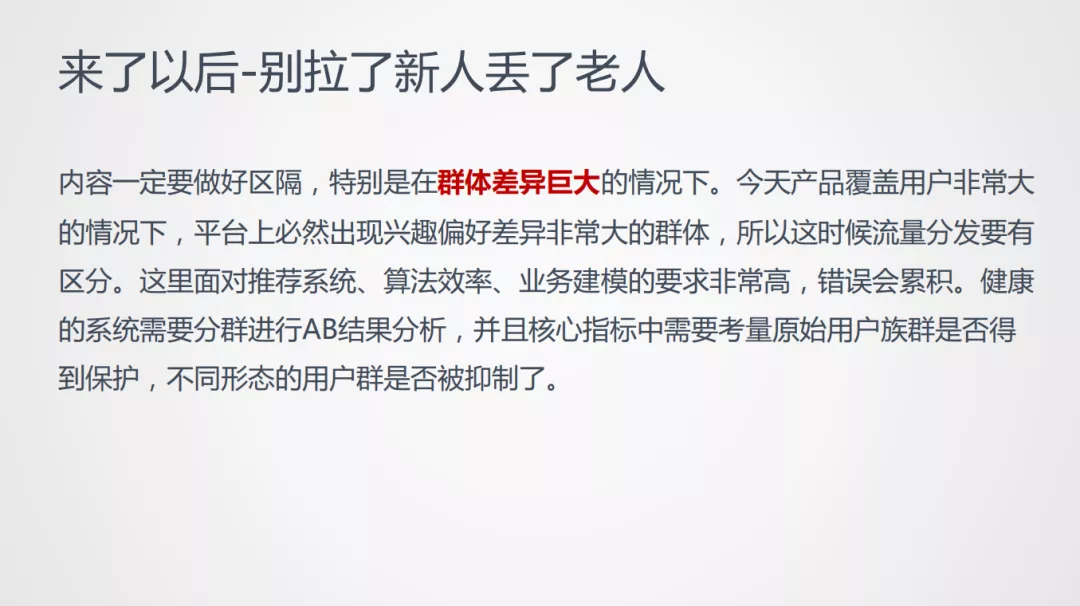 来了以后-别拉了新人丢了老人
内容一定要做好区隔，特别是在群体差异巨大的情况下。今天产品覆盖用户非常大
的情况下，平台上必然出现兴趣偏好差异非常大的群体，所以这时候流量分发要有
区分。这里面对推荐系统、算法效率、业务建模的要求非常高，错误会累积。健康
的系统需要分群进行AB结果分析，并且核心指标中需要考量原始用户族群是否得
到保护，不同形态的用户群是否被抑制了。